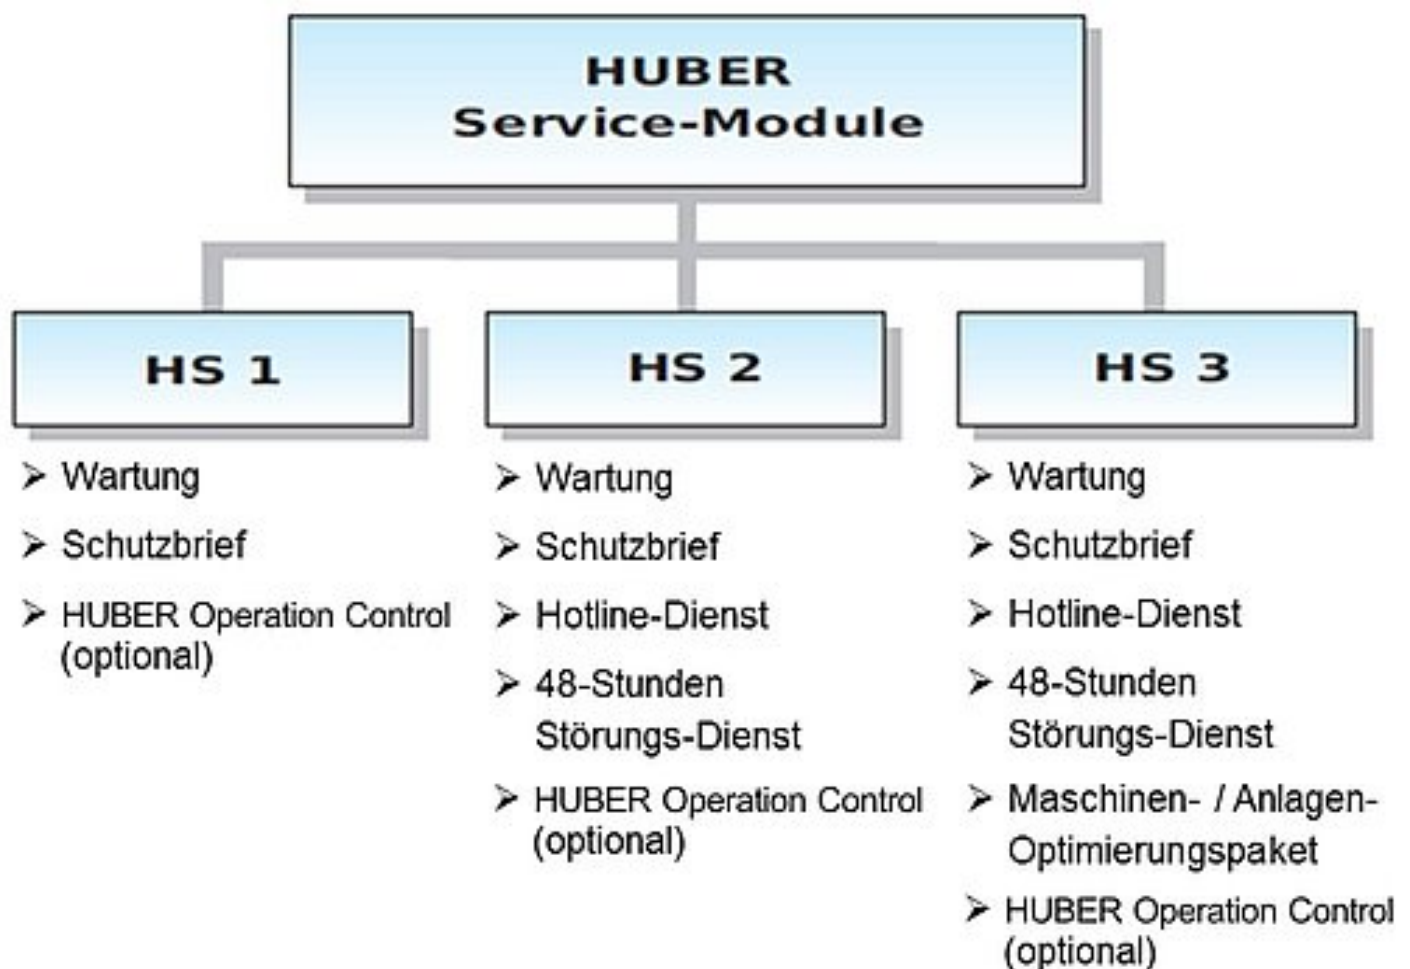 HUBER
Service-Module
HS 1
➢ Wartung
➢ Schutzbrief
➢ HUBER Operation Control
(optional)
HS 2
➢ Wartung
➢ Schutzbrief
➢ Hotline-Dienst
➢ 48-Stunden
Störungs-Dienst
➢ HUBER Operation Control
(optional)
HS 3
➢ Wartung
➢ Schutzbrief
➢ Hotline-Dienst
➢ 48-Stunden
Störungs-Dienst
➢ Maschinen- / Anlagen-
Optimierungspaket
➢ HUBER Operation Control
(optional)